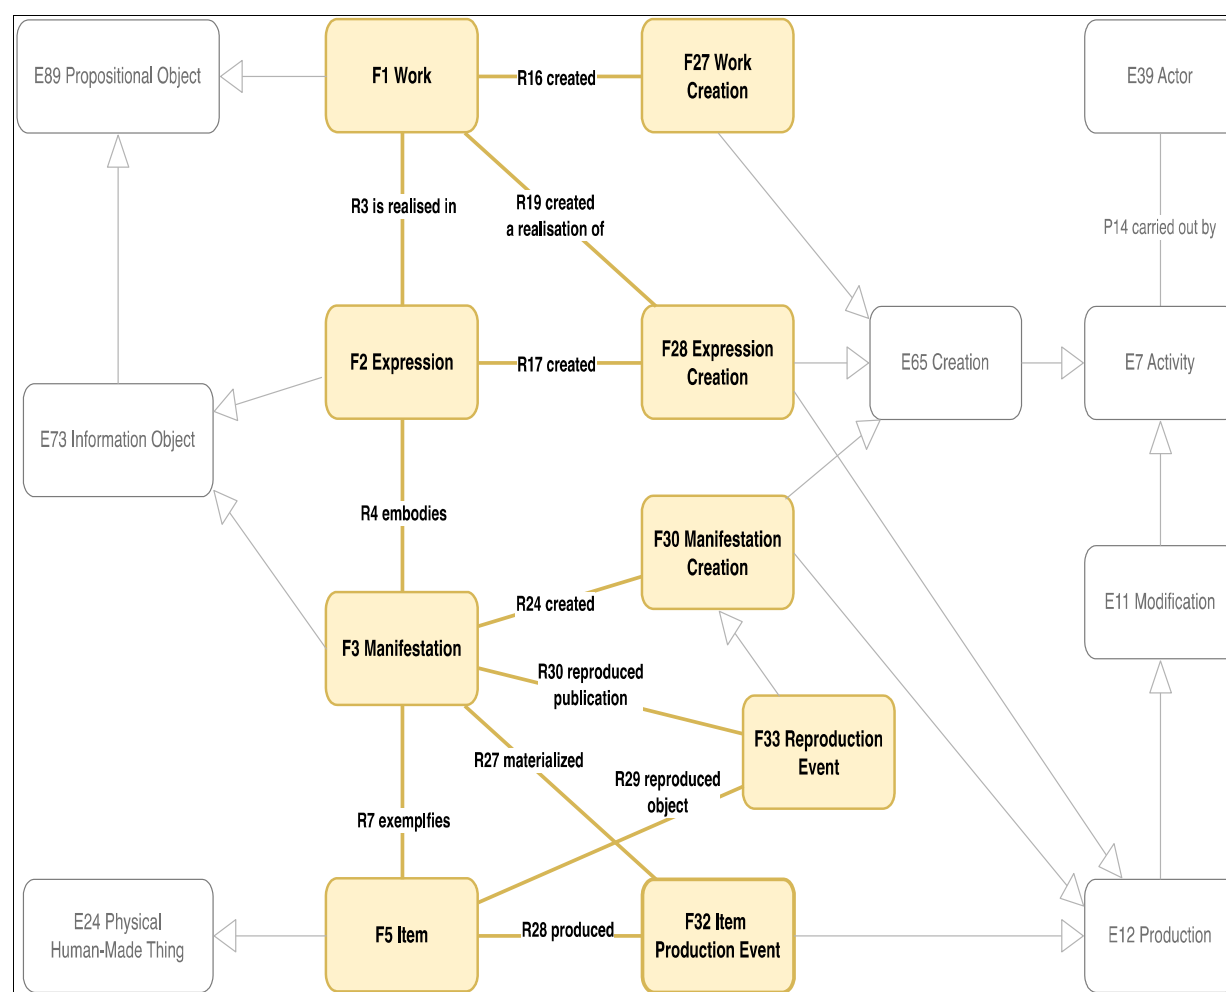 E89 Propositional Object
F1 Work
R16 created
F27 Work
Creation
E39 Actor
R3 is realised in
R19 created
a realisation of
P14 carried out by
F2 Expression
R17 created
F28 Expression
Creation
E65 Creation
E7 Activity
E73 Information Object
R4 embodies
F30 Manifestation
Creation
R24 created
E11 Modification
F3 Manifestation
R30 reproduced
publication
F33 Reproduction
Event
R27 materialized
R29 reproduced
object
R7 exemplfies
E24 Physical
Human-Made Thing
F5 Item
R28 produced
F32 Item
Production Event
E12 Production